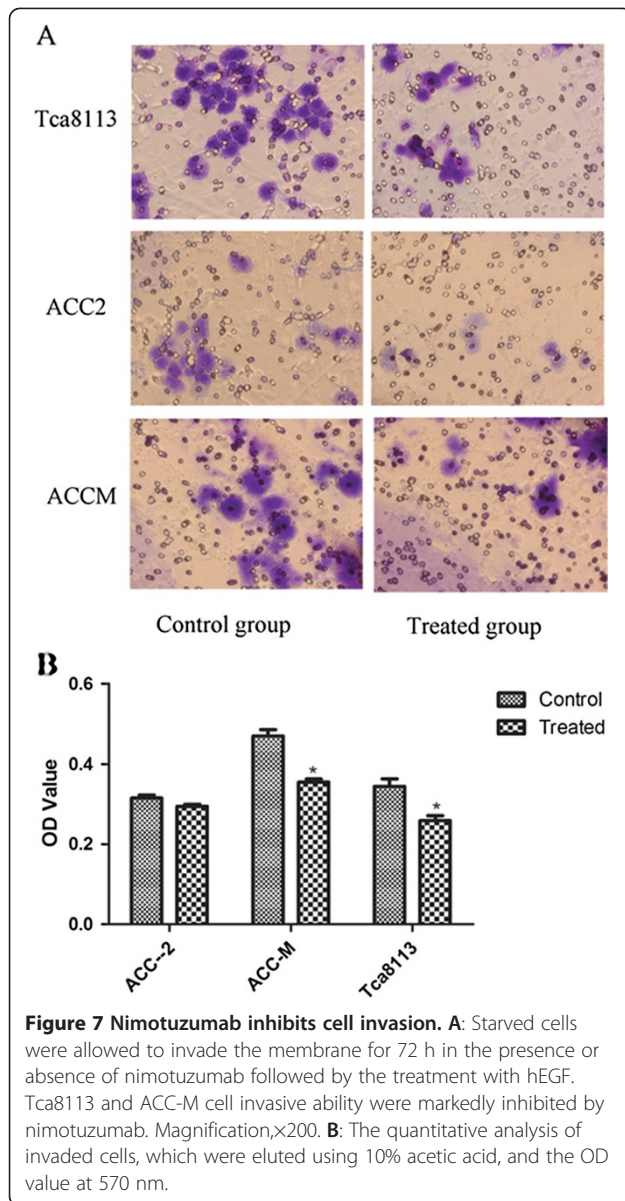 A
Tca8113
ACC2
ACCM
Control group
Treated group
B
0.6
0.4
0.2
0.0
OD Value
Control
Treated
*
*
ACC--2
ACC-M
Tca8113
Figure 7 Nimotuzumab inhibits cell invasion. A: Starved cells
were allowed to invade the membrane for 72 h in the presence or
absence of nimotuzumab followed by the treatment with hEGF.
Tca8113 and ACC-M cell invasive ability were markedly inhibited by
nimotuzumab. Magnification,×200. B: The quantitative analysis of
invaded cells, which were eluted using 10% acetic acid, and the OD
value at 570 nm.